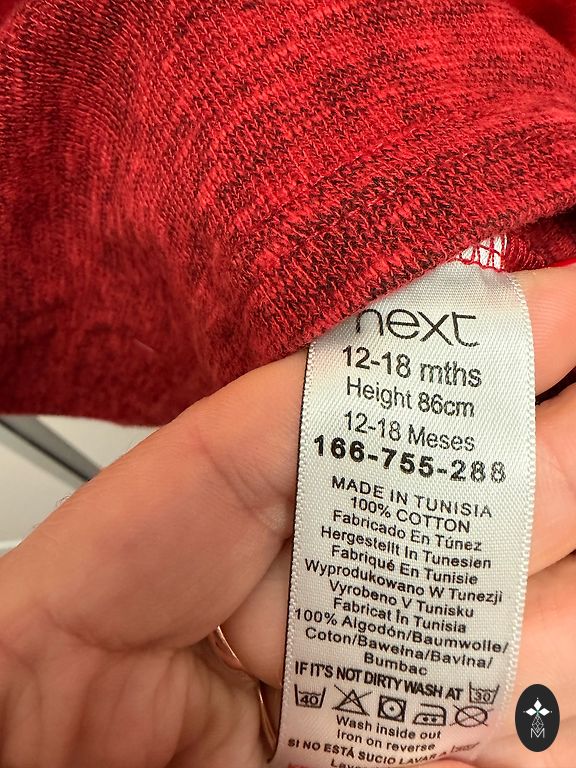 next
12-18 mths
Height 86cm
12-18 Meses
166-755-288
MADE IN TUNISIA
100% COTTON
Fabricado En Túnez
Hergestellt In Tunesien
Fabriqué En Tunisie
Wyprodukowano W Tunezji
Vyrobeno V Tunisku
Fabricat În Tunisia
100% Algodón/Baumwolle/
Coton/Bawełna/Bavlna/
Bumbac
IF IT'S NOT DIRTY WASH AT 30
40
Wash inside out
Iron on reverse
SI NO ESTÁ SUCIO LAVAR A
M